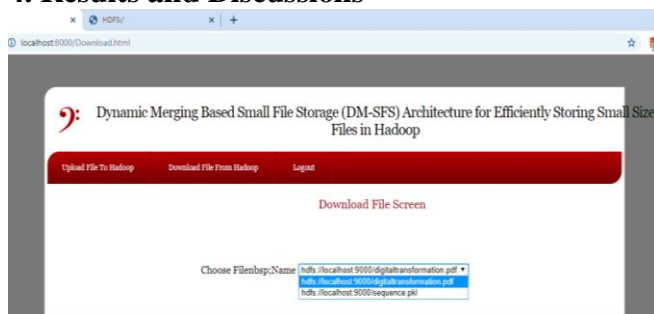 4. Results and Discussions
HDFS:/
localhost:8000/Download.html
Dynamic Merging Based Small File Storage (DM-SFS) Architecture for Efficiently Storing Small Size
Files in Hadoop
Upload File To Hadoop Download File From Hadoop Logout
Download File Screen
Choose Filenbsp;Name hdfs://localhost:9000/digitaltransformation.pdf
hdfs://localhost:9000/digitaltransformation.pdf
hdfs://localhost:9000/sequence.pkl